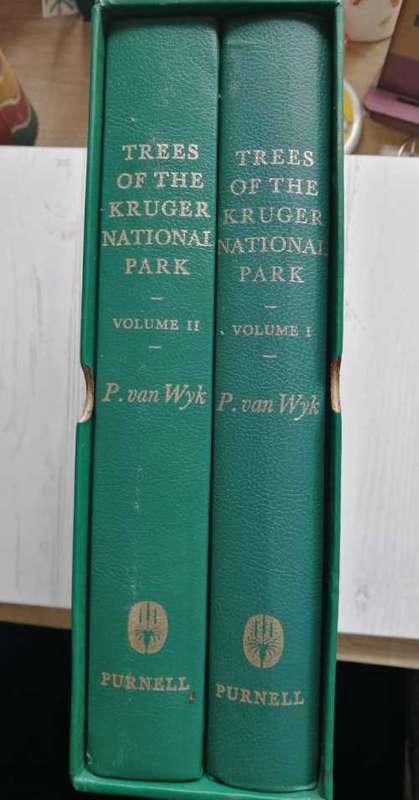 TREES
OF THE
KRUGER
NATIONAL
PARK
VOLUME II
P. van Wyk
PURNELL
TREES
OF THE
KRUGER
NATIONAL
PARK
VOLUME I
P. van Wyk
PURNELL